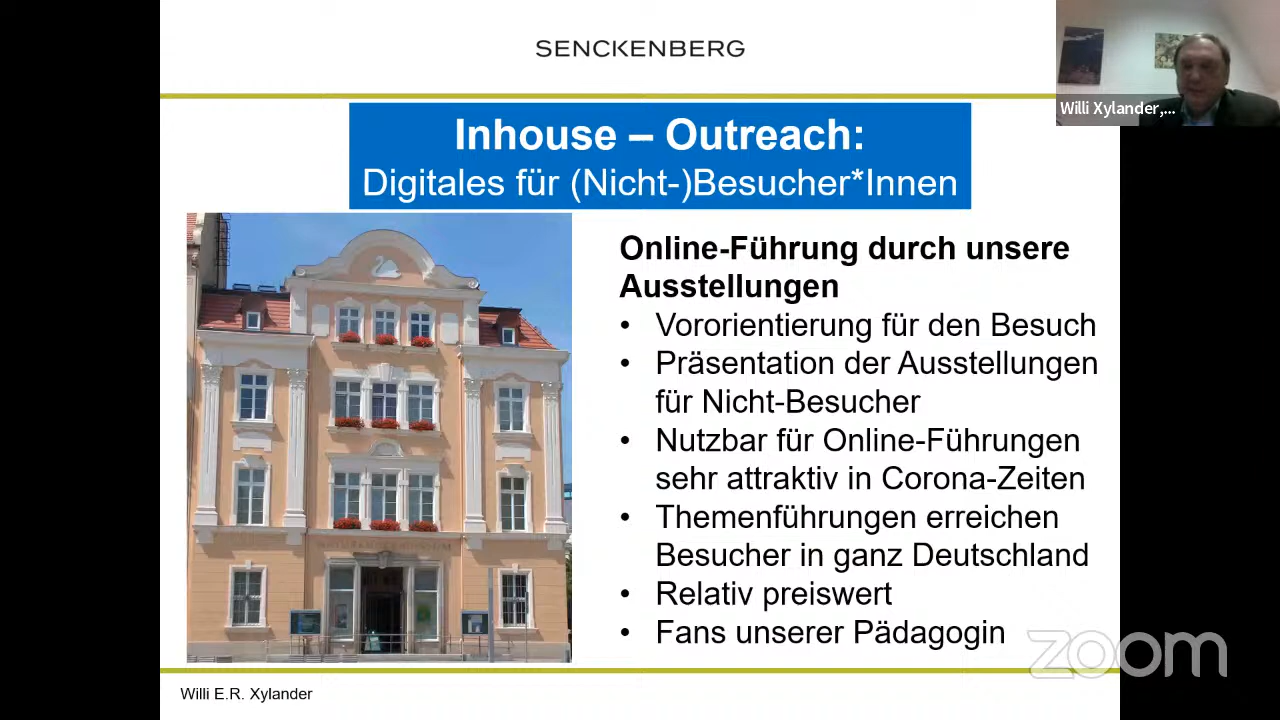 SENCKENBERG
Willi Xylander,...
Inhouse – Outreach:
Digitales für (Nicht-)Besucher*Innen
Online-Führung durch unsere
Ausstellungen
• Vororientierung für den Besuch
• Präsentation der Ausstellungen
für Nicht-Besucher
• Nutzbar für Online-Führungen
sehr attraktiv in Corona-Zeiten
• Themenführungen erreichen
Besucher in ganz Deutschland
• Relativ preiswert
• Fans unserer Pädagogin
zoom
Willi E.R. Xylander